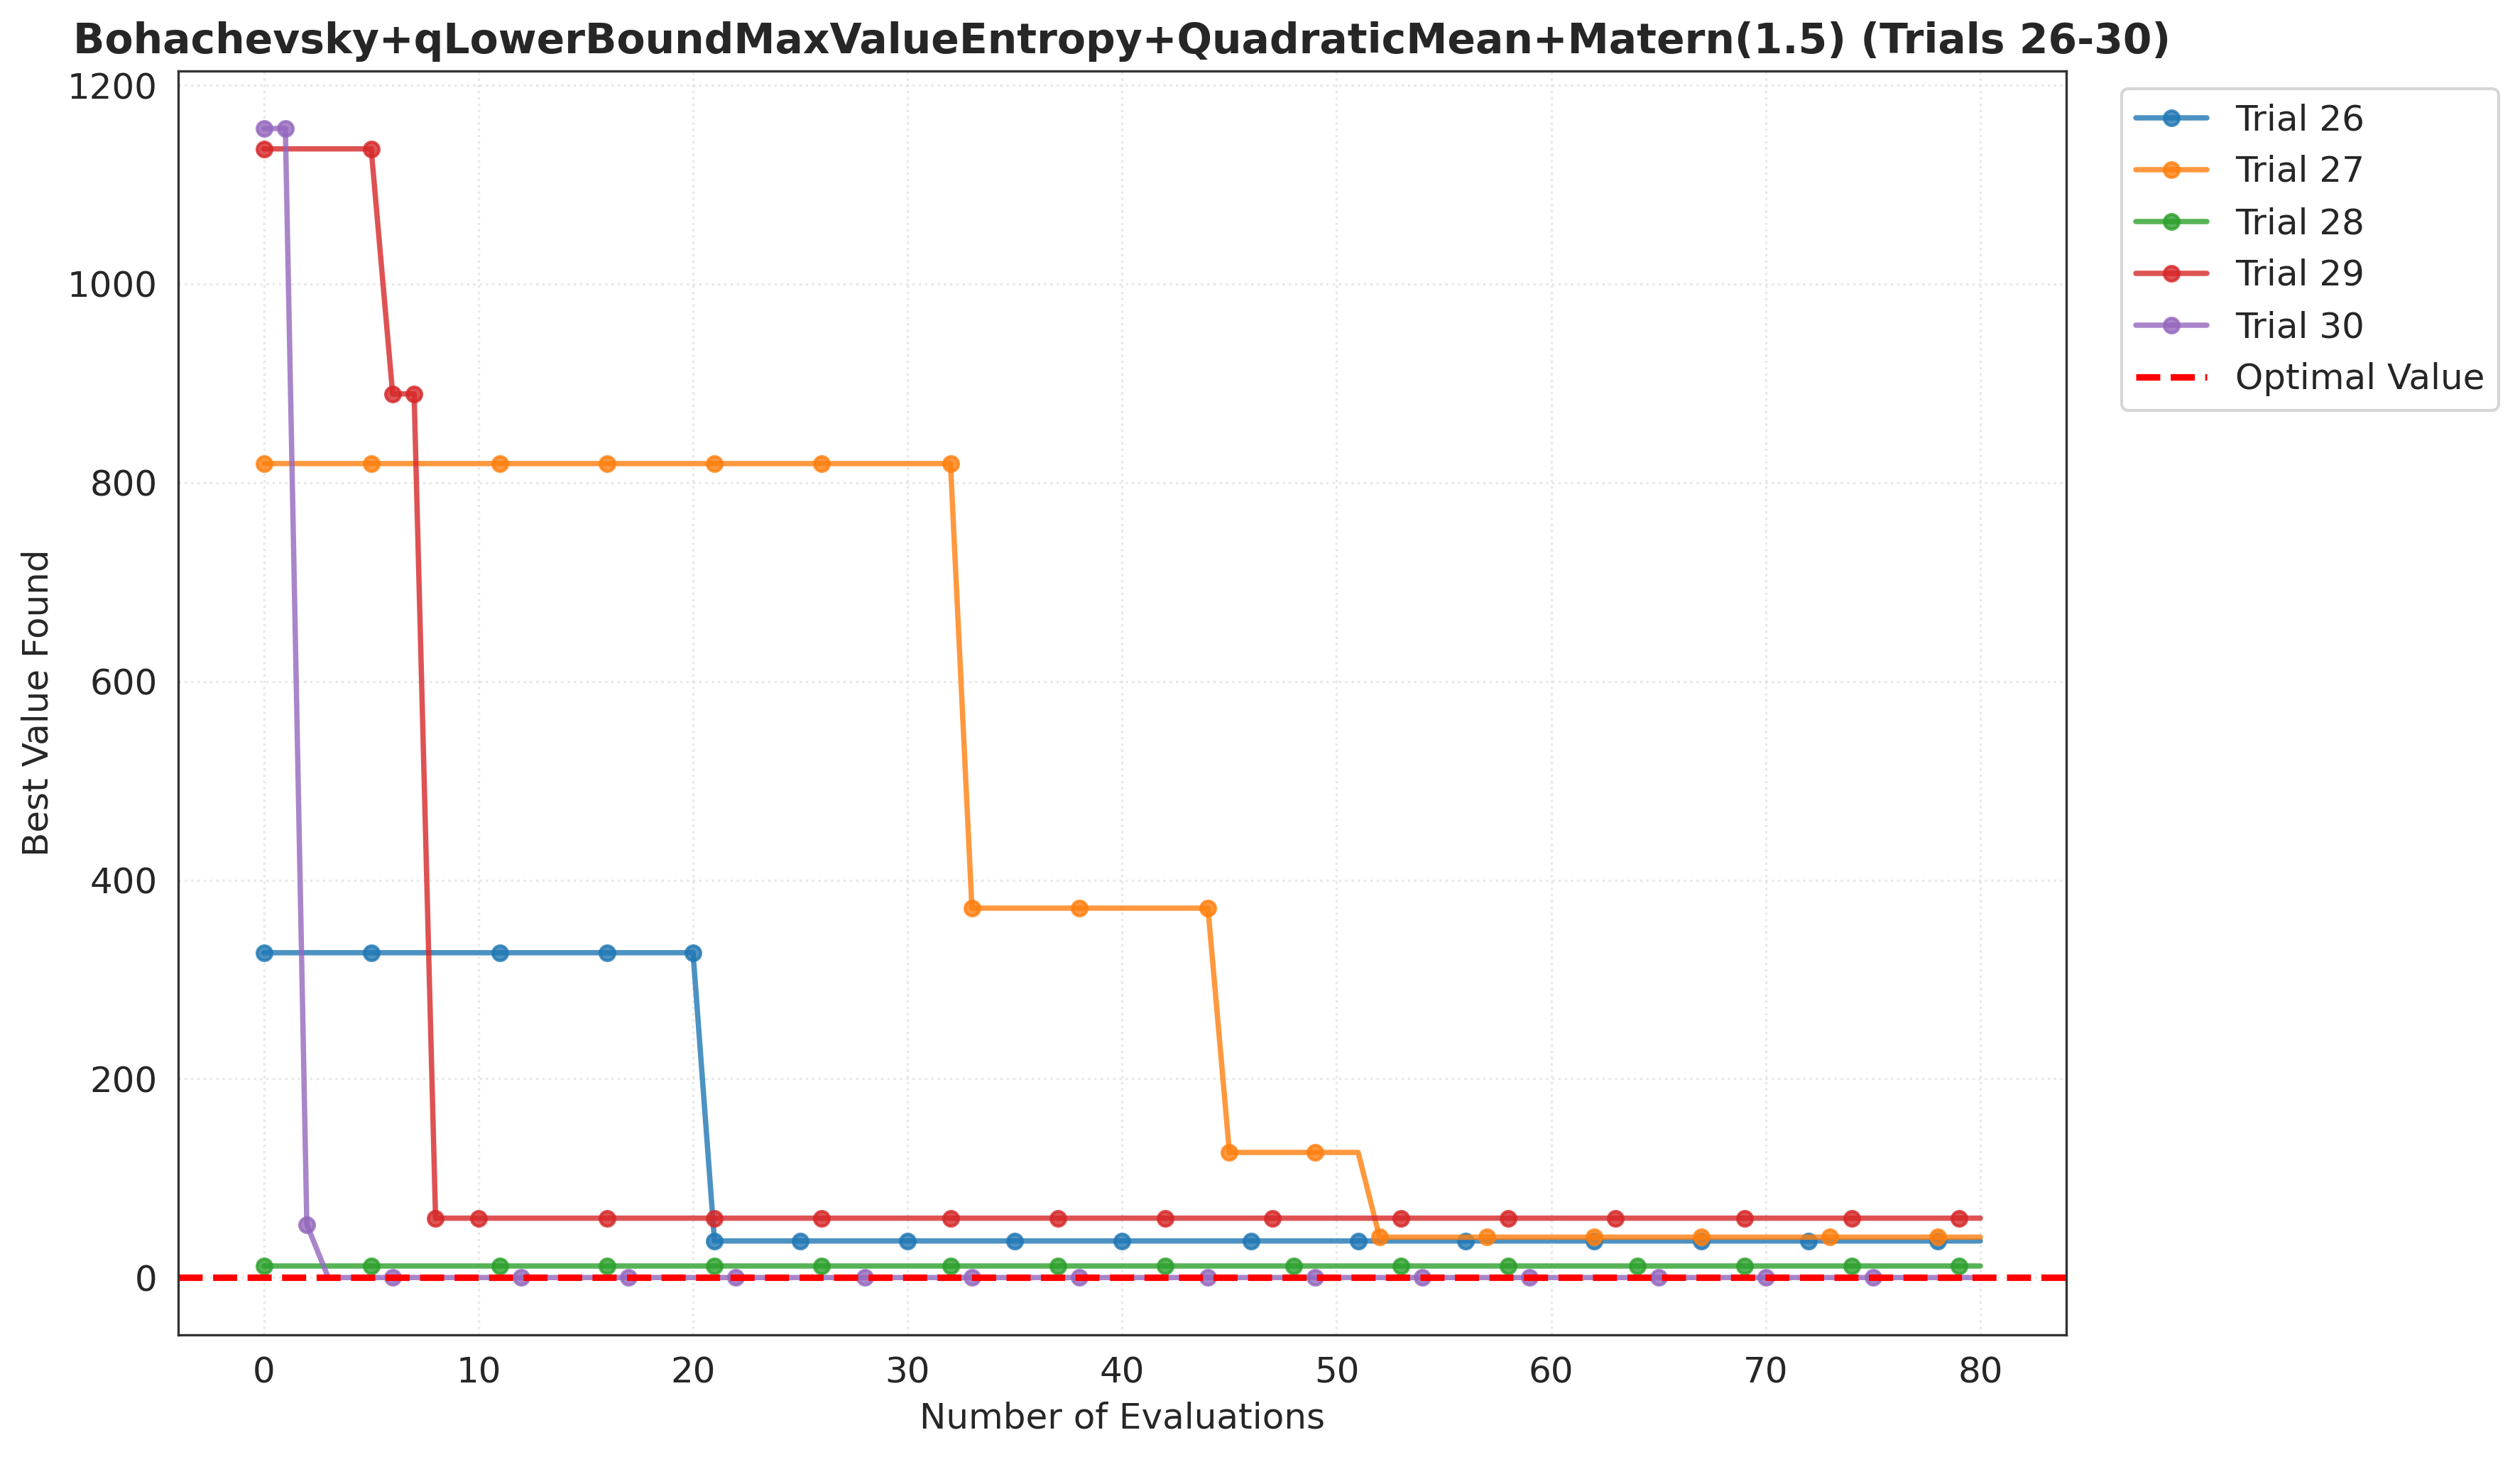 Bohachevsky+qLowerBoundMaxValueEntropy+QuadraticMean+Matern(1.5) (Trials 26-30)
1200
1000
800
600
400
200
0
Best Value Found
0 10 20 30 40 50 60 70 80
Number of Evaluations
Trial 26
Trial 27
Trial 28
Trial 29
Trial 30
Optimal Value